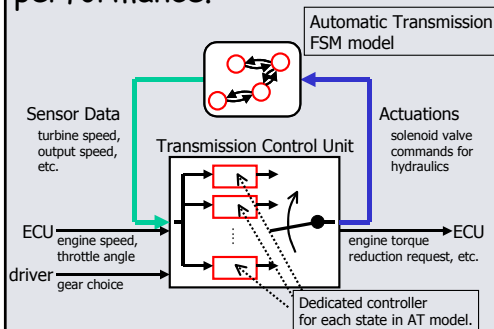 performance.
Automatic Transmission
FSM model
Sensor Data
turbine speed,
output speed,
etc.
Actuations
solenoid valve
commands for
hydraulics
Transmission Control Unit
ECU
engine speed,
throttle angle
driver
gear choice
ECU
engine torque
reduction request, etc.
Dedicated controller
for each state in AT model.